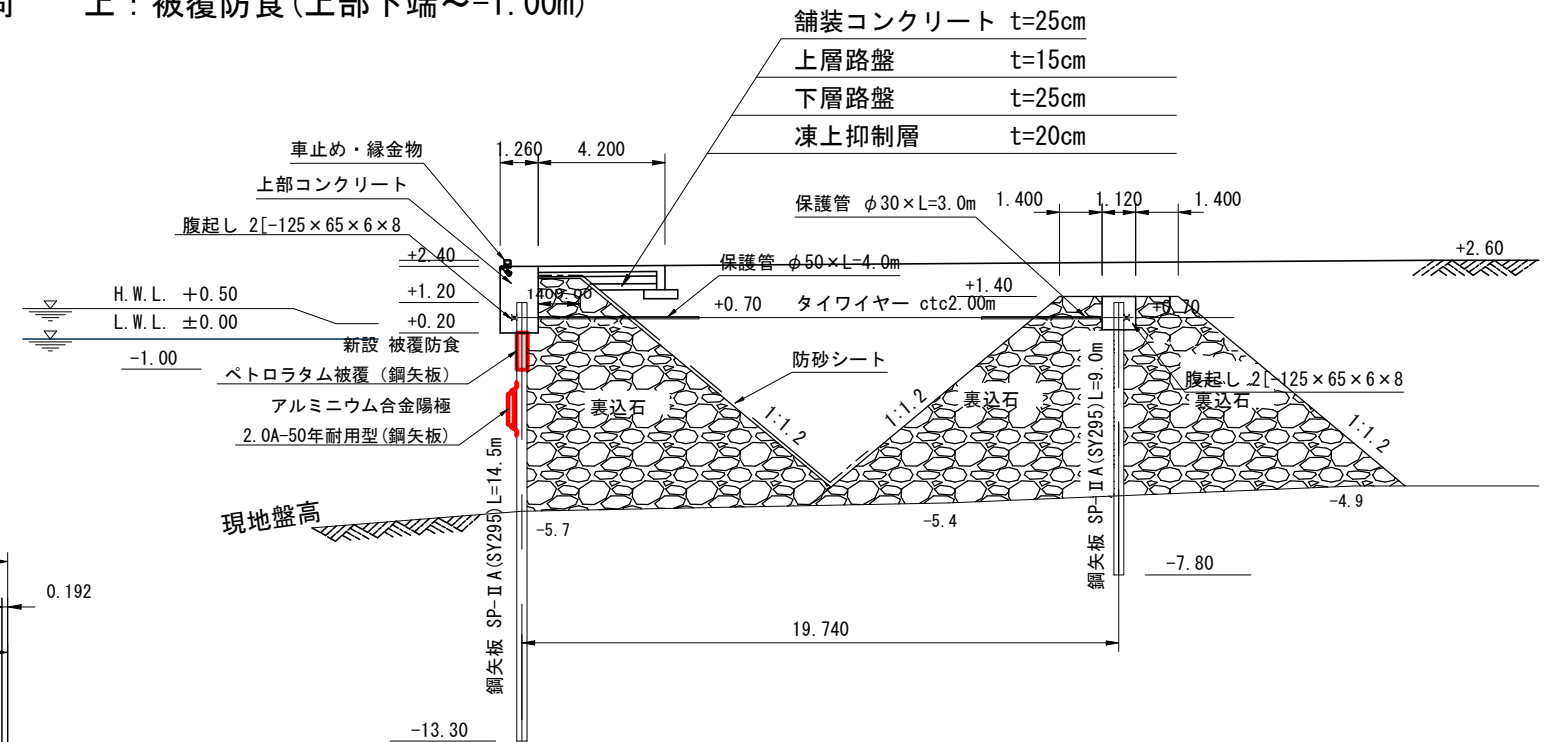 上：被覆防食(上部下端～-1.00m)
舗装コンクリート t=25cm
上層路盤 t=15cm
下層路盤 t=25cm
凍上抑制層 t=20cm
車止め・縁金物
1.260
4.200
上部コンクリート
保護管 φ30×L=3.0m
1.400
1.120
1.400
腹起し 2[-125×65×6×8
+2.40
保護管 φ50×L=4.0m
+2.60
H.W.L. +0.50
+1.20
+0.70
タイワイヤー ctc2.00m
+1.40
+0.70
L.W.L. ±0.00
+0.20
新設 被覆防食
-1.00
ペトロラタム被覆 (鋼矢板)
防砂シート
腹起し 2[-125×65×6×8
アルミニウム合金陽極
裏込石
裏込石
裏込石
2.0A-50年耐用型(鋼矢板)
1:1.2
1:1.2
1:1.2
現地盤高
-5.7
-5.4
-4.9
鋼矢板 SP-ⅡA(SY295)L=14.5m
鋼矢板 SP-ⅡA(SY295)L=9.0m
-7.80
0.192
19.740
-13.30